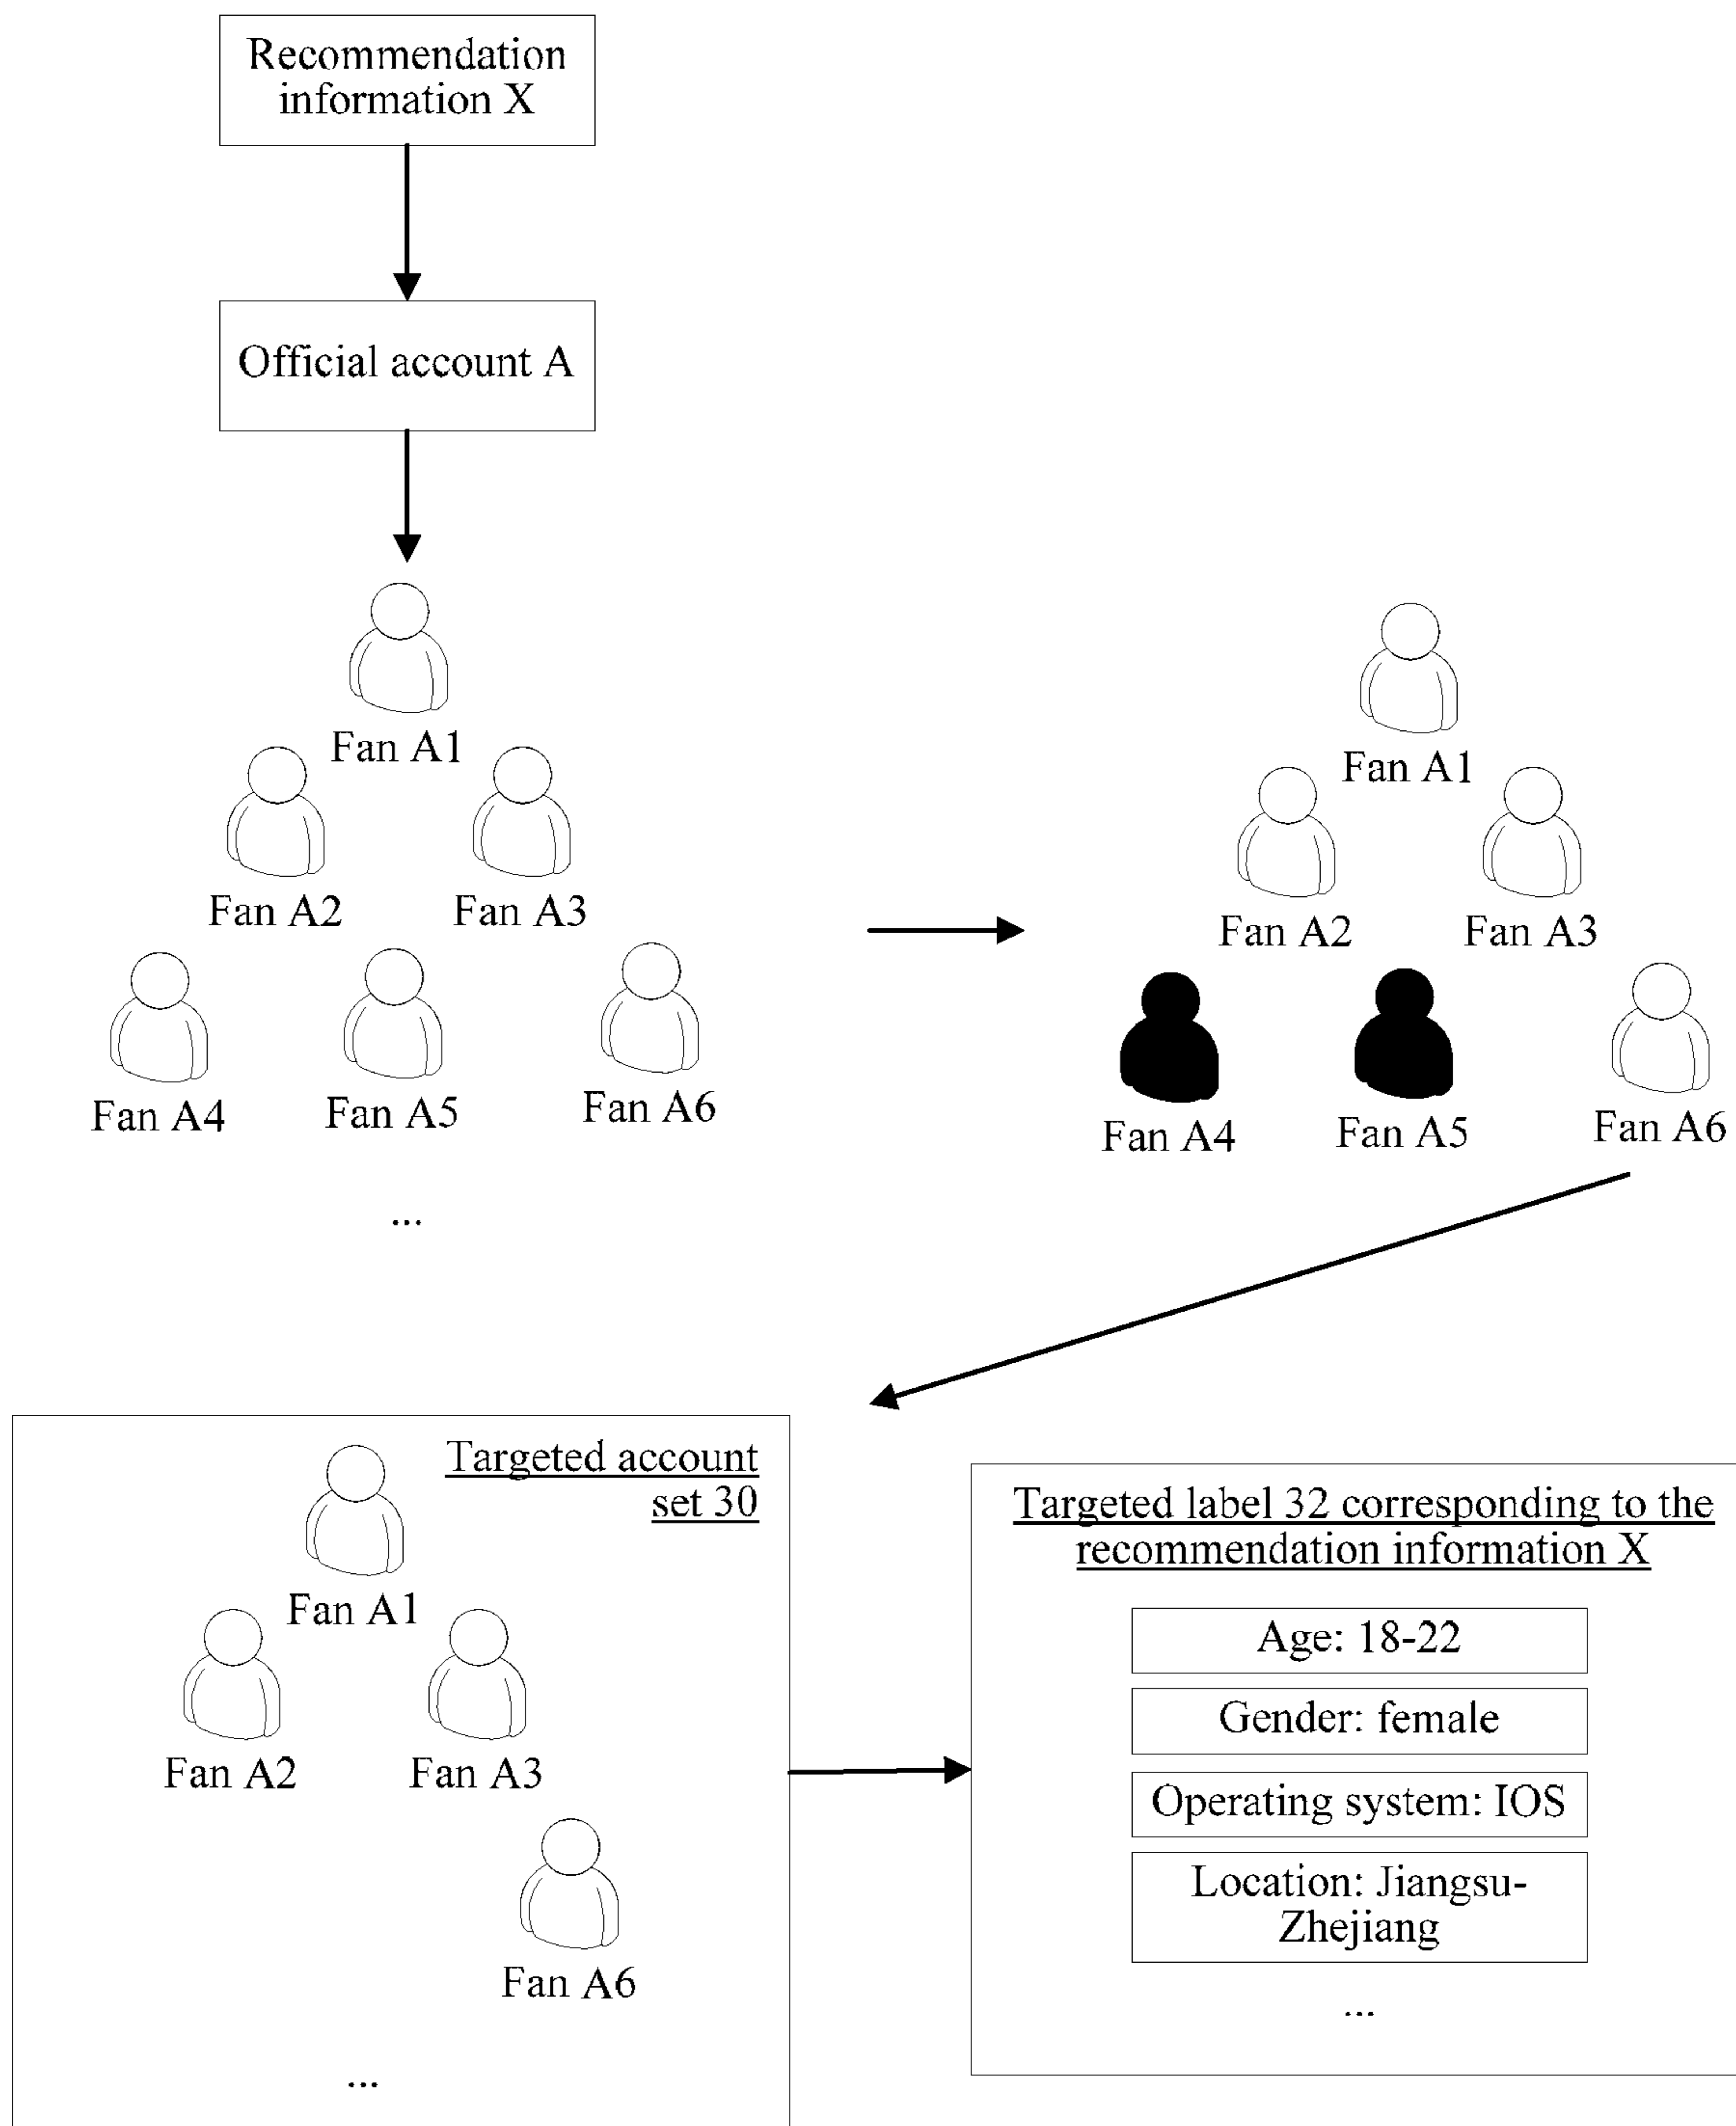 Recommendation
information X
Official account A
Fan A1
Fan A2
Fan A3
Fan A4
Fan A5
Fan A6
...
Fan A1
Fan A2
Fan A3
Fan A4
Fan A5
Fan A6
Targeted account
set 30
Fan A1
Fan A2
Fan A3
Fan A6
...
Targeted label 32 corresponding to the
recommendation information X
Age: 18-22
Gender: female
Operating system: IOS
Location: Jiangsu-
Zhejiang
...